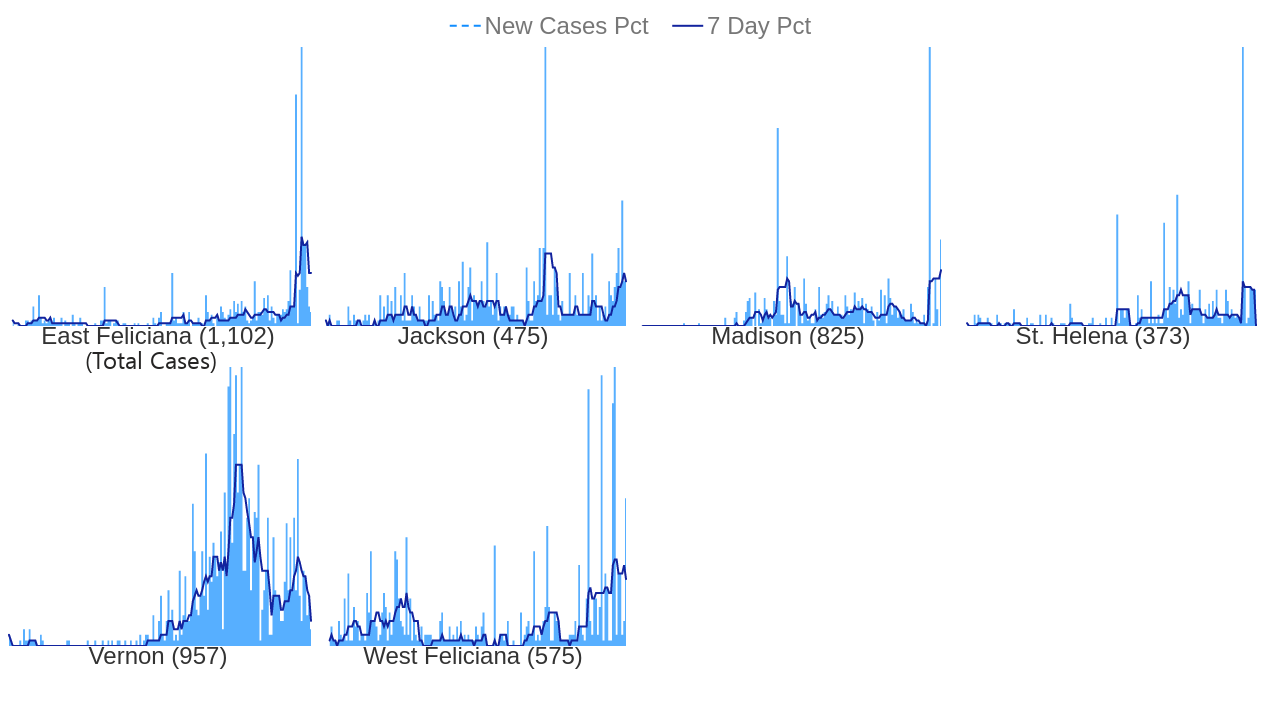 New Cases Pct 7 Day Pct
East Feliciana (1,102) Jackson (475) Madison (825) St. Helena (373)
(Total Cases)
Vernon (957) West Feliciana (575)